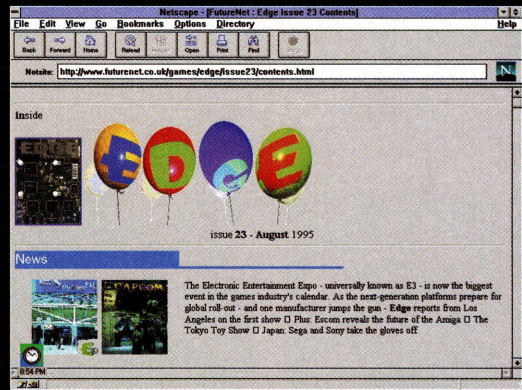 Netscape - [FutureNet : Edge Issue 23 Contents]
File Edit View Go Bookmarks Options Directory Help
Back Forward Home Reload Images Open Print Find Stop
Netsite: http://www.futurenet.co.uk/games/edge/issue23/contents.html
N
Inside
EDGE
EDGE
issue 23 - August 1995
News
CAPCOM
The Electronic Entertainment Expo - universally known as E3 - is now the biggest
event in the games industry's calendar. As the next-generation platforms prepare for
global roll-out - and one manufacturer jumps the gun - Edge reports from Los
Angeles on the first show □ Plus: Escom reveals the future of the Amiga □ The
Tokyo Toy Show □ Japan: Sega and Sony take the gloves off
8:54 PM